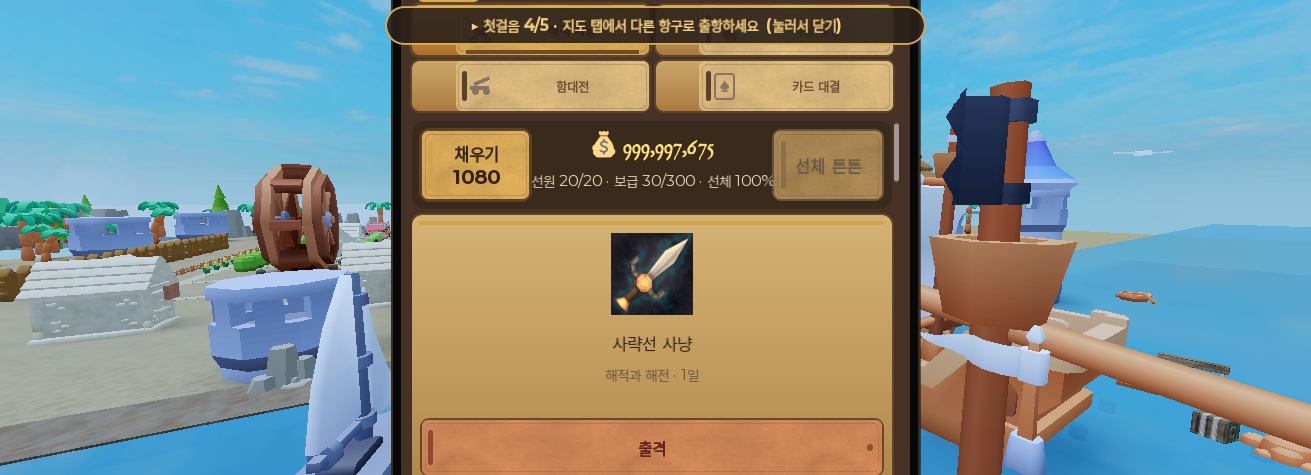 ▸ 첫걸음 4/5 · 지도 탭에서 다른 항구로 출항하세요 (눌러서 닫기)
함대전
카드 대결
채우기
1080
999,997,675
선원 20/20 · 보급 30/300 · 선체 100%
선체 튼튼
사략선 사냥
해적과 해전 · 1일
출격